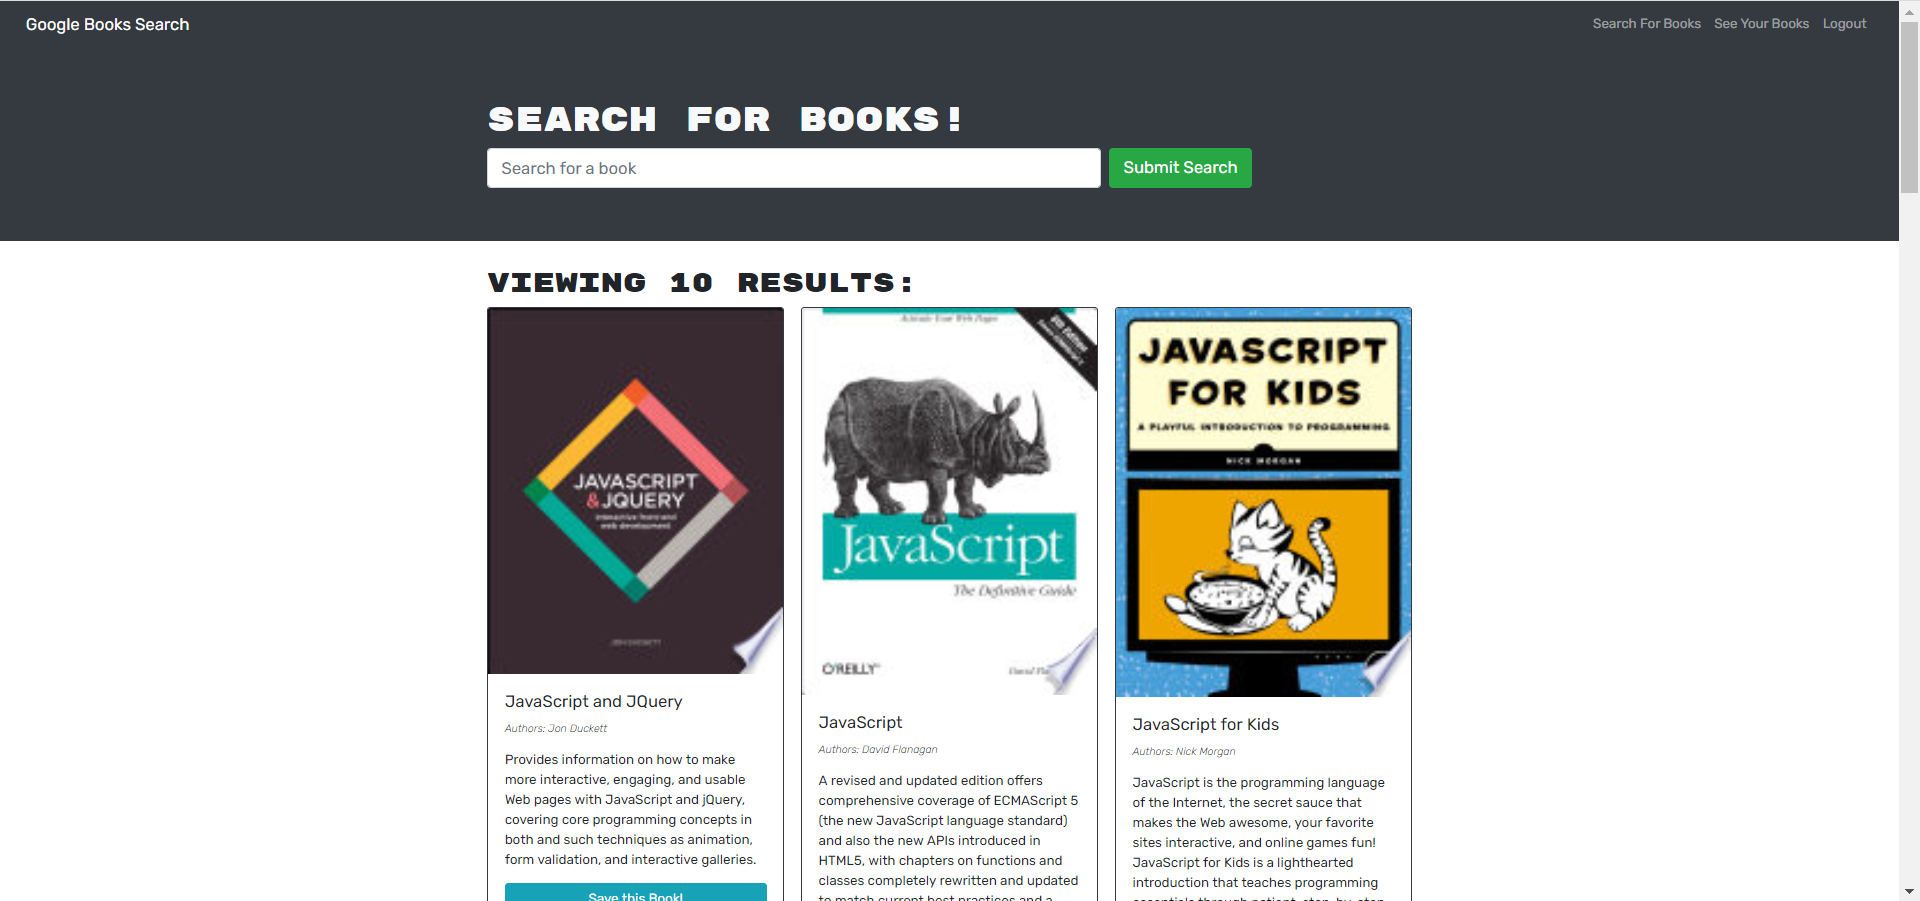 Google Books Search
Search For Books
See Your Books
Logout
SEARCH FOR BOOKS!
Search for a book
Submit Search
VIEWING 10 RESULTS:
JAVASCRIPT
&JQUERY
interactive front-end
web development
JON DUCKETT
JavaScript and JQuery
Authors: Jon Duckett
Provides information on how to make
more interactive, engaging, and usable
Web pages with JavaScript and jQuery,
covering core programming concepts in
both and such techniques as animation,
form validation, and interactive galleries.
Save this Book!
Activate Your Web Pages
6th Edition
JavaScript
The Definitive Guide
O'REILLY
David
JavaScript
Authors: David Flanagan
A revised and updated edition offers
comprehensive coverage of ECMAScript 5
(the new JavaScript language standard)
and also the new APIs introduced in
HTML5, with chapters on functions and
classes completely rewritten and updated
to match current best practices and a
JAVASCRIPT
FOR KIDS
A PLAYFUL INTRODUCTION TO PROGRAMMING
NICK MORGAN
JavaScript for Kids
Authors: Nick Morgan
JavaScript is the programming language
of the Internet, the secret sauce that
makes the Web awesome, your favorite
sites interactive, and online games fun!
JavaScript for Kids is a lighthearted
introduction that teaches programming
essentials through patient, step-by-step